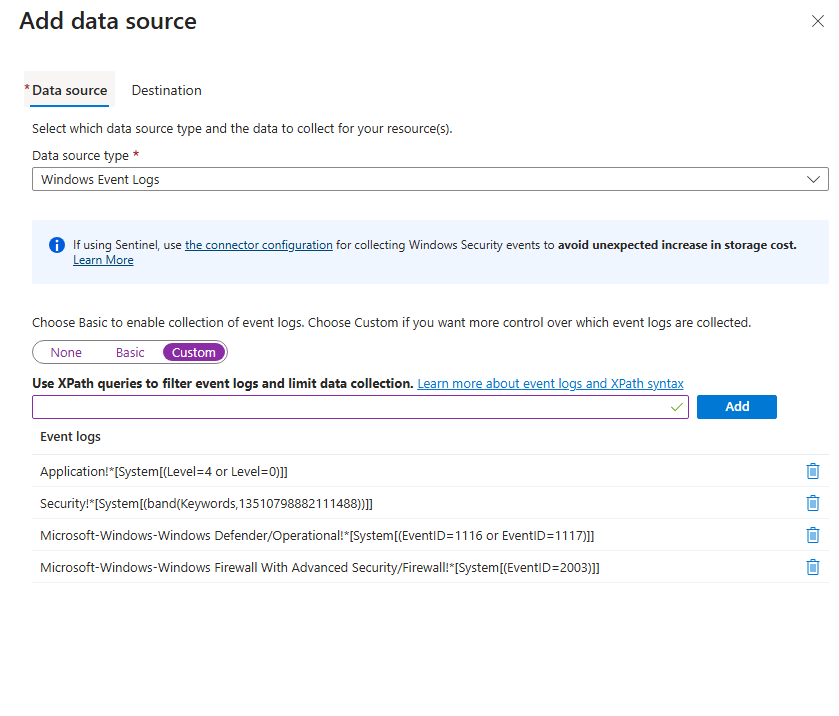 Add data source
* Data source
Destination
Select which data source type and the data to collect for your resource(s).
Data source type *
Windows Event Logs
If using Sentinel, use the connector configuration for collecting Windows Security events to avoid unexpected increase in storage cost.
Learn More
Choose Basic to enable collection of event logs. Choose Custom if you want more control over which event logs are collected.
None Basic Custom
Use XPath queries to filter event logs and limit data collection. Learn more about event logs and XPath syntax
Add
Event logs
Application!*[System[(Level=4 or Level=0)]]
Security!*[System[(band(Keywords,13510798882111488))]]
Microsoft-Windows-Windows Defender/Operational!*[System[(EventID=1116 or EventID=1117)]]
Microsoft-Windows-Windows Firewall With Advanced Security/Firewall!*[System[(EventID=2003)]]